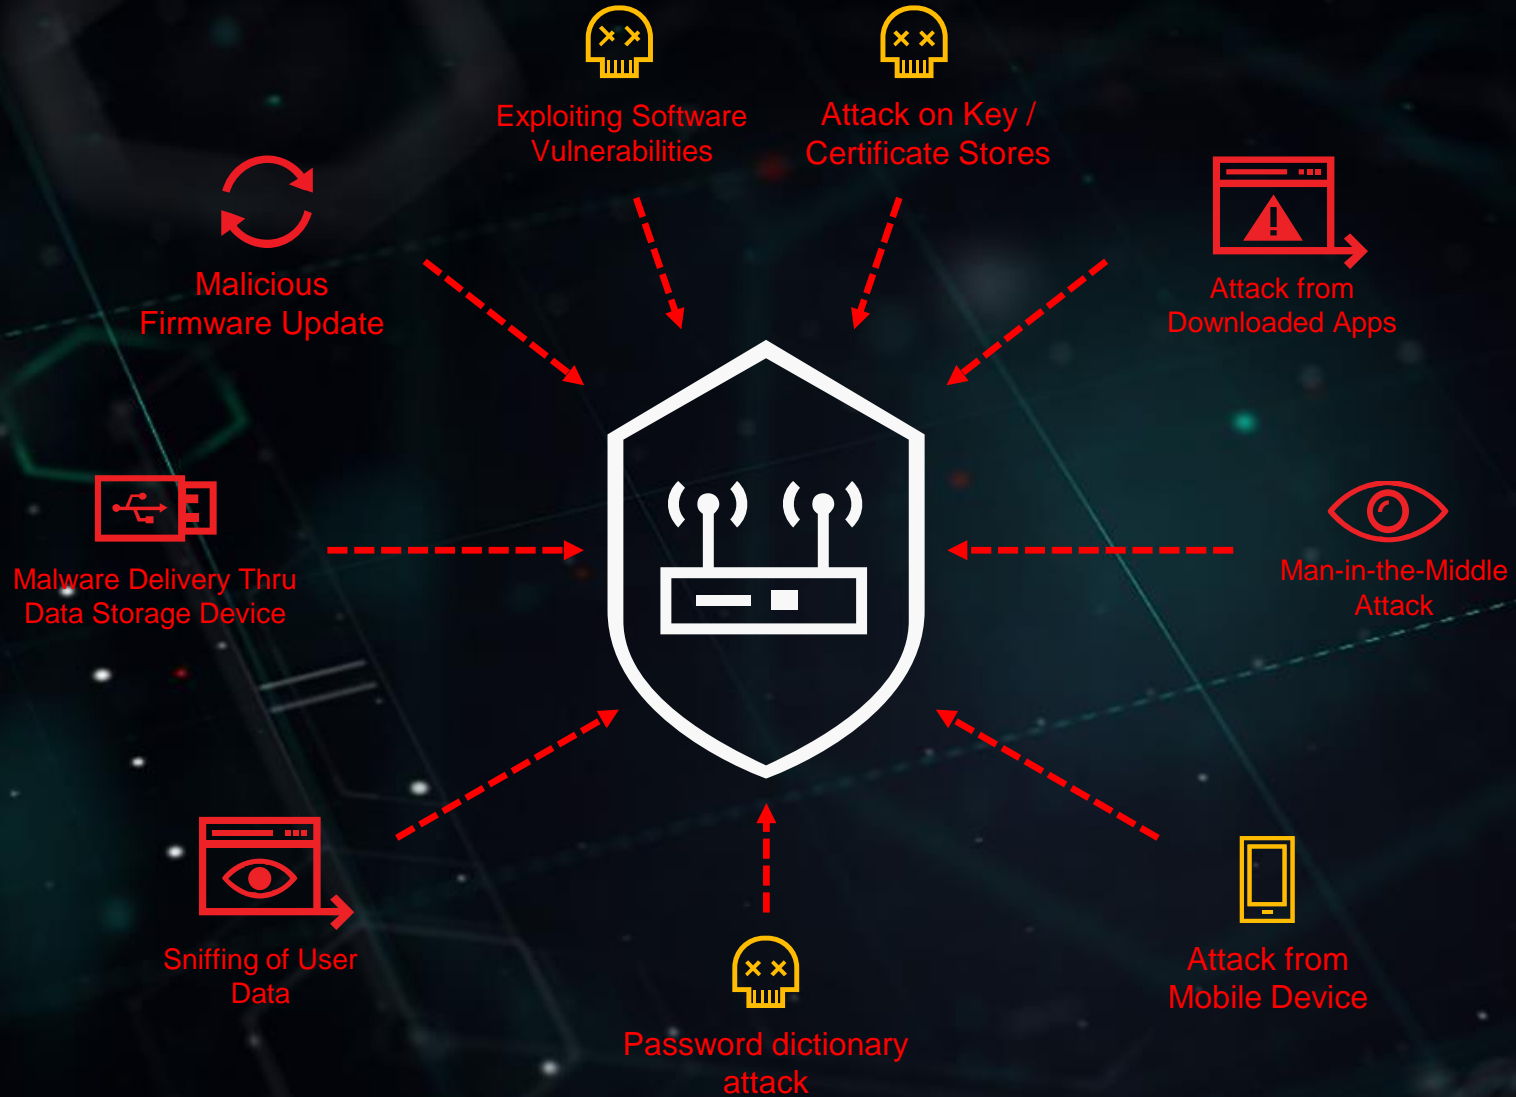 Exploiting Software
Vulnerabilities
Attack on Key /
Certificate Stores
Malicious
Firmware Update
Attack from
Downloaded Apps
Malware Delivery Thru
Data Storage Device
Man-in-the-Middle
Attack
Sniffing of User
Data
Attack from
Mobile Device
Password dictionary
attack